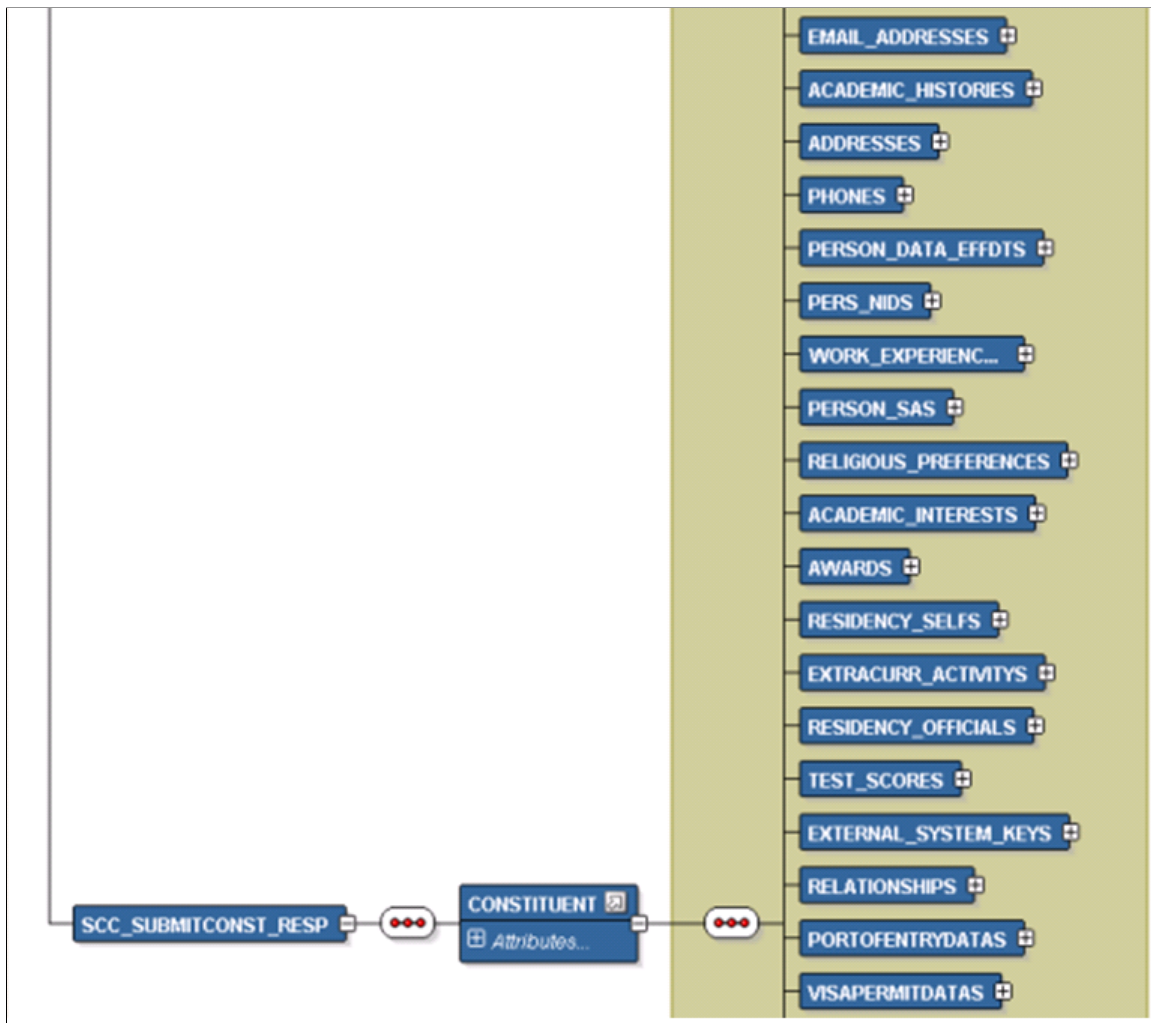 EMAIL_ADDRESSES
ACADEMIC_HISTORIES
ADDRESSES
PHONES
PERSON_DATA_EFFDTS
PERS_NIDS
WORK_EXPERIENC...
PERSON_SAS
RELIGIOUS_PREFERENCES
ACADEMIC_INTERESTS
AWARDS
RESIDENCY_SELFS
EXTRACURR_ACTIVITYS
RESIDENCY_OFFICIALS
TEST_SCORES
EXTERNAL_SYSTEM_KEYS
RELATIONSHIPS
CONSTITUENT
SCC_SUBMITCONST_RESP
Attributes...
PORTOFENTRYDATAS
VISAPERMITDATAS